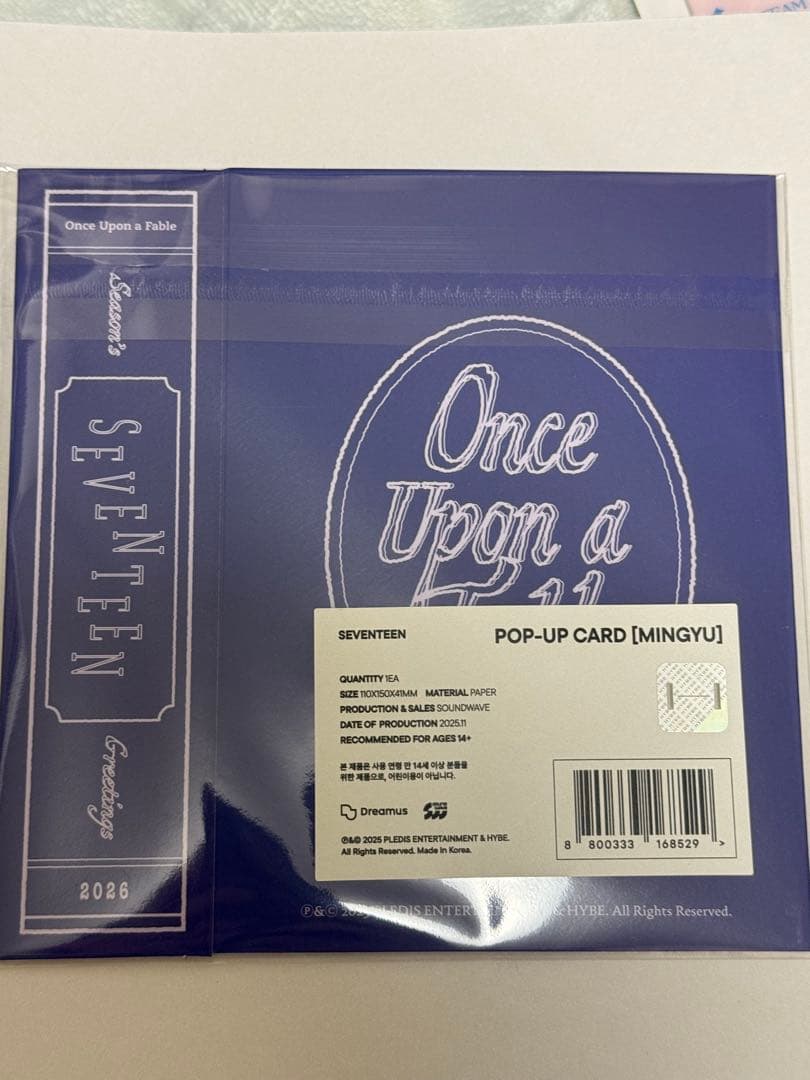 Once Upon a Fable
Season's
SEVENTEEN
Greetings
2026
Once
Upon a
SEVENTEEN
POP-UP CARD [MINGYU]
QUANTITY 1EA
SIZE 110X150X41MM MATERIAL PAPER
PRODUCTION & SALES SOUNDWAVE
DATE OF PRODUCTION 2025.11
RECOMMENDED FOR AGES 14+
본 제품은 사용 연령 만 14세 이상 분들을
위한 제품으로, 어린이용이 아닙니다.
Dreamus
℗&© 2025 PLEDIS ENTERTAINMENT & HYBE.
All Rights Reserved. Made In Korea.
8 800333 168529 >
℗&© PLEDIS & HYBE. All Rights Reserved.